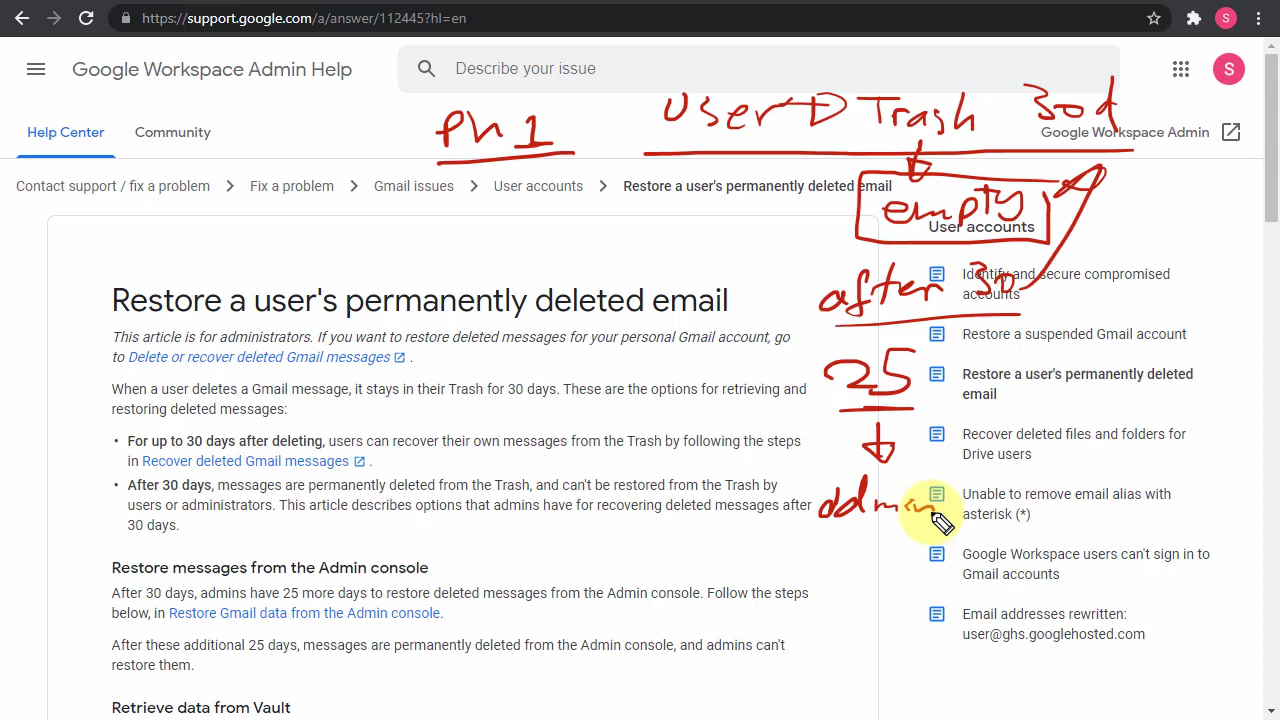 https://support.google.com/a/answer/112445?hl=en
S
Google Workspace Admin Help
Describe your issue
S
Ph 1
User → Trash 30d
Help Center
Community
Google Workspace Admin
Contact support / fix a problem
Fix a problem
Gmail issues
User accounts
Restore a user's permanently deleted email
empty
Restore a user's permanently deleted email
This article is for administrators. If you want to restore deleted messages for your personal Gmail account, go
to Delete or recover deleted Gmail messages .
When a user deletes a Gmail message, it stays in their Trash for 30 days. These are the options for retrieving and
restoring deleted messages:
• For up to 30 days after deleting, users can recover their own messages from the Trash by following the steps
in Recover deleted Gmail messages .
• After 30 days, messages are permanently deleted from the Trash, and can't be restored from the Trash by
users or administrators. This article describes options that admins have for recovering deleted messages after
30 days.
Restore messages from the Admin console
After 30 days, admins have 25 more days to restore deleted messages from the Admin console. Follow the steps
below, in Restore Gmail data from the Admin console.
After these additional 25 days, messages are permanently deleted from the Admin console, and admins can't
restore them.
Retrieve data from Vault
User accounts
after 30
Identify and secure compromised
accounts
Restore a suspended Gmail account
25
Restore a user's permanently deleted
email
Recover deleted files and folders for
Drive users
admin
Unable to remove email alias with
asterisk (*)
Google Workspace users can't sign in to
Gmail accounts
Email addresses rewritten:
user@ghs.googlehosted.com